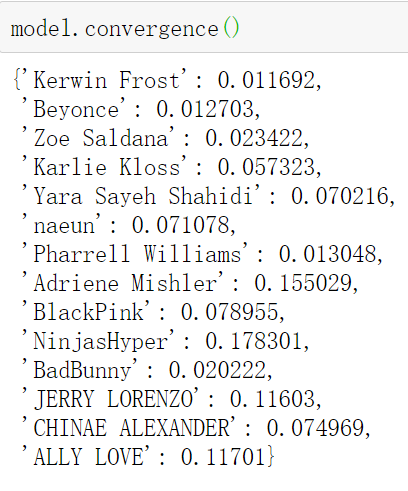 model.convergence()
{'Kerwin Frost': 0.011692,
'Beyonce': 0.012703,
'Zoe Saldana': 0.023422,
'Karlie Kloss': 0.057323,
'Yara Sayeh Shahidi': 0.070216,
'naeun': 0.071078,
'Pharrell Williams': 0.013048,
'Adriene Mishler': 0.155029,
'BlackPink': 0.078955,
'NinjasHyper': 0.178301,
'BadBunny': 0.020222,
'JERRY LORENZO': 0.11603,
'CHINAE ALEXANDER': 0.074969,
'ALLY LOVE': 0.11701}